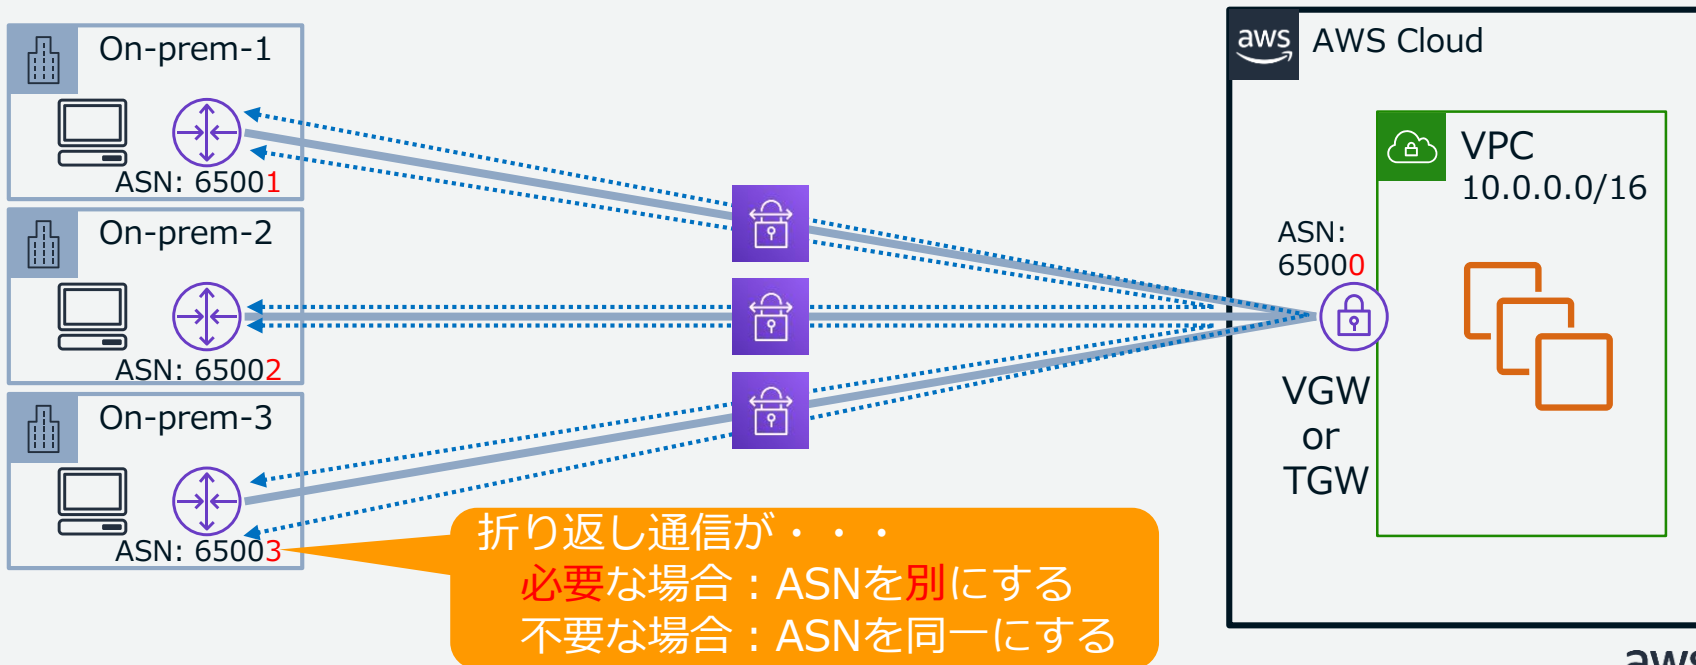 On-prem-1
ASN: 65001
On-prem-2
ASN: 65002
On-prem-3
ASN: 65003
折り返し通信が・・・
必要な場合：ASNを別にする
不要な場合：ASNを同一にする
aws
AWS Cloud
VPC
10.0.0.0/16
ASN:
65000
VGW
or
TGW
aws